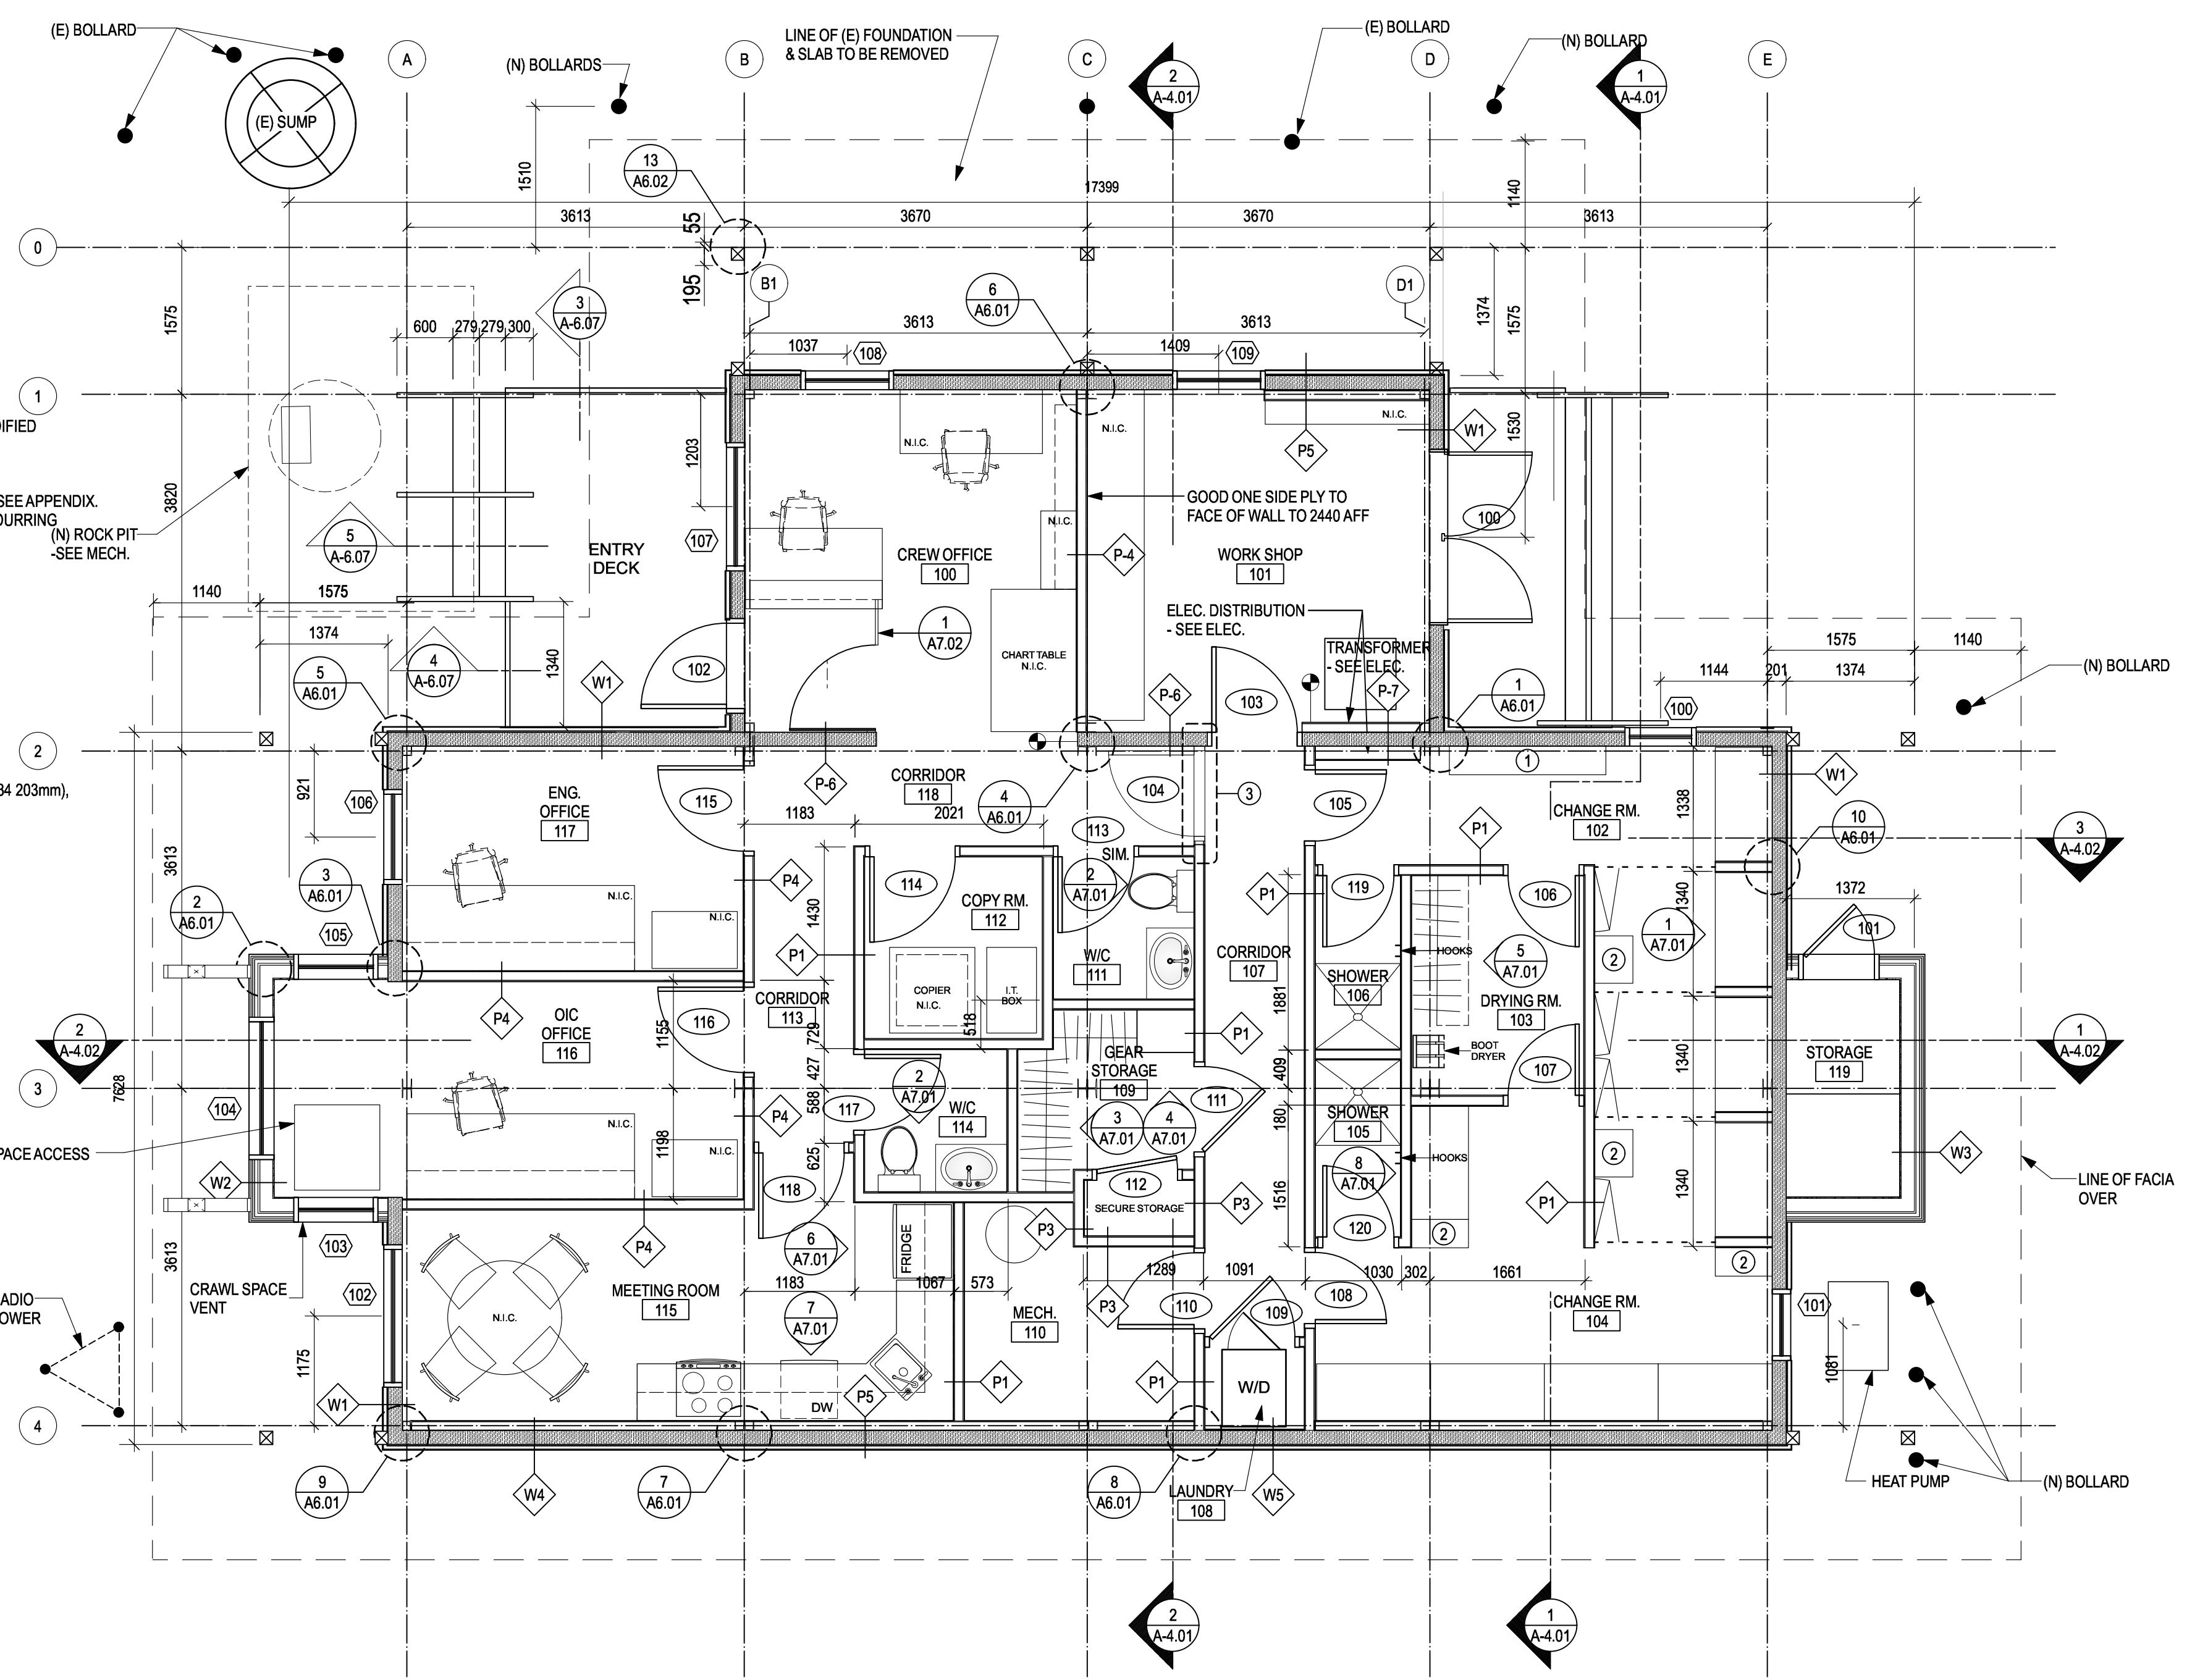 (E) BOLLARD
(E) SUMP
A
(N) BOLLARDS
B
LINE OF (E) FOUNDATION
& SLAB TO BE REMOVED
C
2
A-4.01
(E) BOLLARD
D
(N) BOLLARD
1
A-4.01
E
13
A6.02
1510
17399
1140
3613
3670
3670
3613
55
0
195
B1
D1
3
A-6.07
6
A6.01
1374
1575
1575
600
279
279
300
3613
3613
1037
108
1409
109
1
DIFIED
N.I.C.
N.I.C.
N.I.C.
W1
1530
1203
P5
3820
SEE APPENDIX.
OURRING
(N) ROCK PIT
-SEE MECH.
GOOD ONE SIDE PLY TO
FACE OF WALL TO 2440 AFF
N.I.C.
100
5
A-6.07
107
ENTRY
DECK
CREW OFFICE
100
P-4
WORK SHOP
101
1140
1575
1374
ELEC. DISTRIBUTION
- SEE ELEC.
1
A7.02
TRANSFORMER
- SEE ELEC.
1575
1140
4
A-6.07
1340
102
CHART TABLE
N.I.C.
1144
201
1374
(N) BOLLARD
5
A6.01
W1
P-6
103
P-7
1
A6.01
100
2
34 203mm),
921
106
ENG.
OFFICE
117
115
P-6
CORRIDOR
118
4
A6.01
104
3
105
1
W1
1338
CHANGE RM.
102
10
A6.01
3
A-4.02
1183
2021
113
SIM.
P1
3613
3
A6.01
2
A6.01
105
N.I.C.
N.I.C.
P4
1430
114
COPY RM.
112
2
A7.01
P1
119
106
1340
1
A7.01
1372
101
P1
W/C
111
CORRIDOR
107
HOOKS
5
A7.01
2
COPIER
N.I.C.
I.T.
BOX
SHOWER
106
1881
DRYING RM.
103
P4
OIC
OFFICE
116
1155
116
CORRIDOR
113
729
518
P1
2
A-4.02
BOOT
DRYER
1340
1
A-4.02
GEAR
STORAGE
109
STORAGE
119
3
7628
427
409
107
104
588
117
2
A7.01
W/C
114
111
180
SHOWER
105
N.I.C.
P4
3
A7.01
4
A7.01
PACE ACCESS
N.I.C.
1198
625
HOOKS
2
W3
W2
118
112
8
A7.01
P1
1340
LINE OF FACIA
OVER
SECURE STORAGE
P3
P3
1516
120
2
103
P4
6
A7.01
FRIDGE
3613
2
CRAWL SPACE
VENT
102
MEETING ROOM
115
1183
1067
573
1289
1091
1030
302
1661
ADIO
OWER
N.I.C.
7
A7.01
MECH.
110
P3
110
109
108
CHANGE RM.
104
101
1175
1081
P1
P1
W/D
W1
DW
P5
4
9
A6.01
W4
7
A6.01
8
A6.01
LAUNDRY
108
W5
HEAT PUMP
(N) BOLLARD
2
A-4.01
1
A-4.01